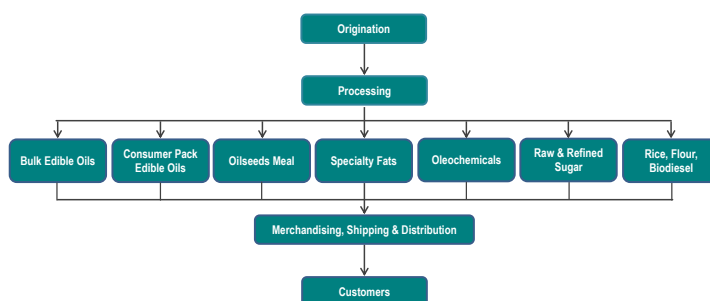 Origination
Processing
Bulk Edible Oils
Consumer Pack
Edible Oils
Oilseeds Meal
Specialty Fats
Oleochemicals
Raw & Refined
Sugar
Rice, Flour,
Biodiesel
Merchandising, Shipping & Distribution
Customers